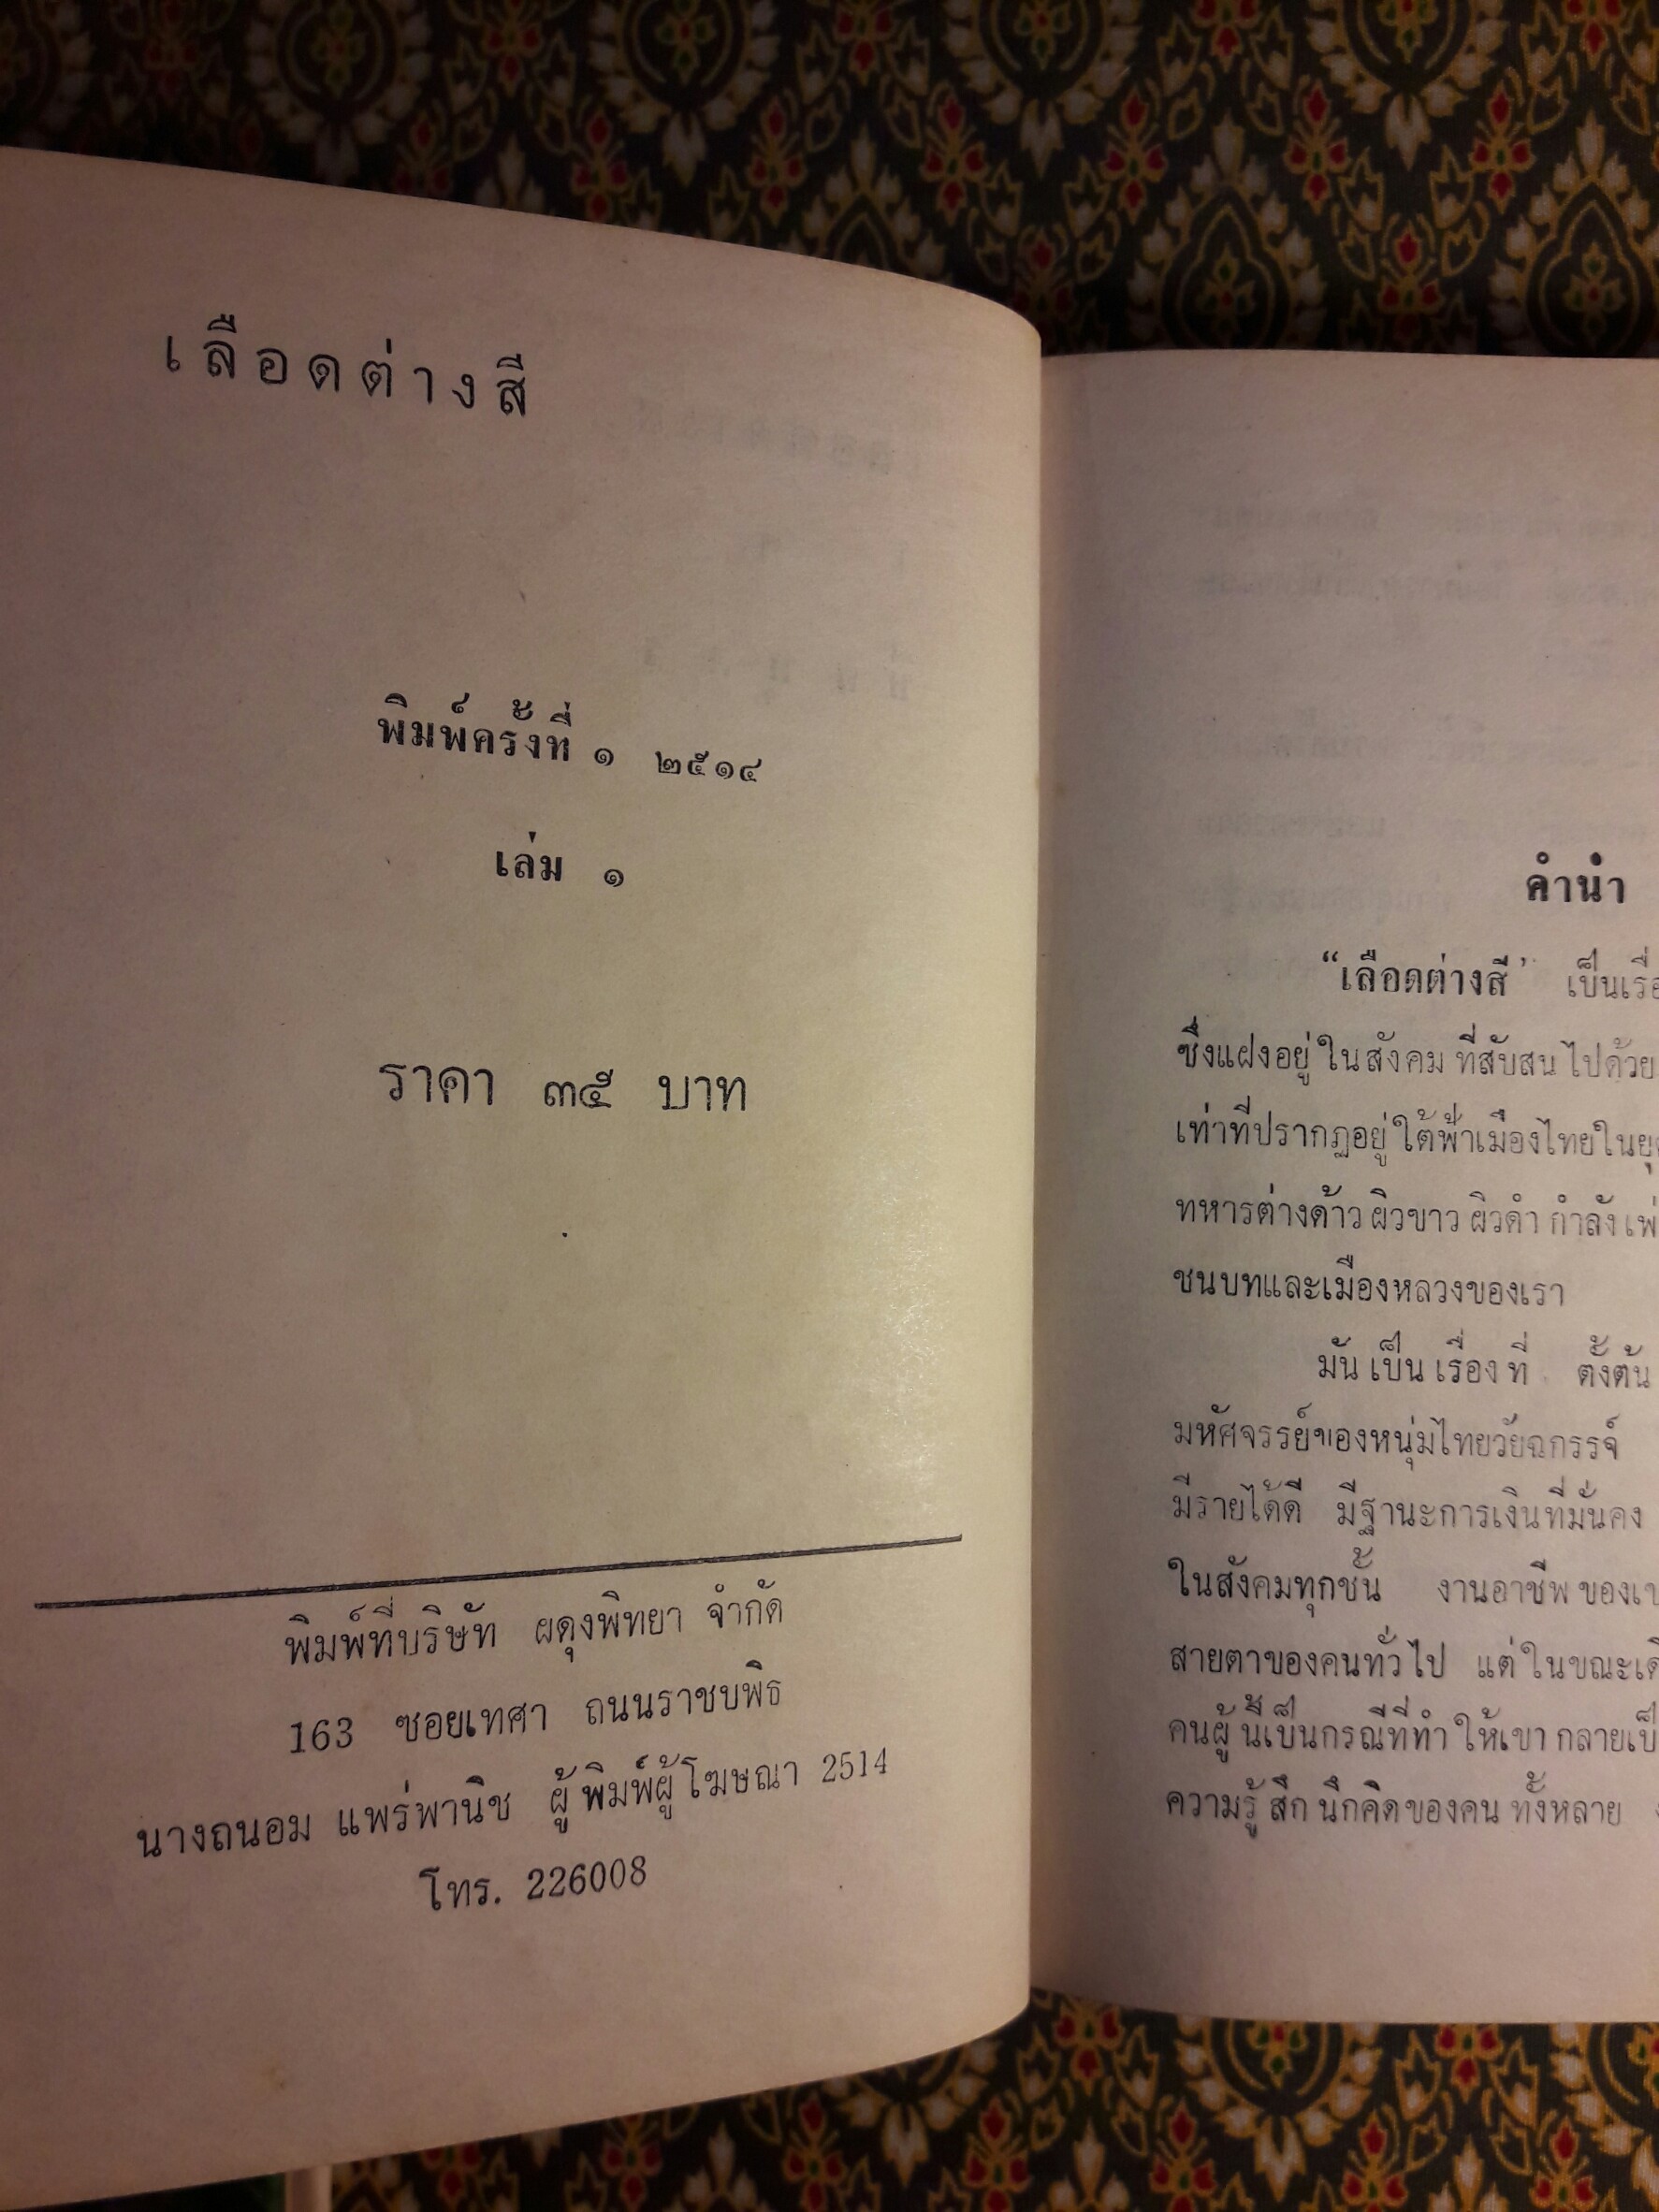 เลือดต่างสี
พิมพ์ครั้งที่ ๑ ๒๕๑๔
เล่ม ๑
ราคา ๓๕ บาท
พิมพ์ที่บริษัท ผดุงพิทยา จำกัด
163 ซอยเทศา ถนนราชบพิธ
นางถนอม แพร่พานิช ผู้พิมพ์ผู้โฆษณา 2514
โทร. 226008
คำนำ
“เลือดต่างสี’ เป็นเรื่อ
ซึ่งแฝงอยู่ในสังคม ที่สับสนไปด้วย
เท่าที่ปรากฏอยู่ใต้ฟ้าเมืองไทยในยุ
ทหารต่างด้าว ผิวขาว ผิวดำ กำลังเพ่
ชนบทและเมืองหลวงของเรา
มันเป็นเรื่องที่ ตั้งต้น
มหัศจรรย์ของหนุ่มไทยวัยฉกรรจ์
มีรายได้ดี มีฐานะการเงินที่มั่นคง
ในสังคมทุกชั้น งานอาชีพของเข
สายตาของคนทั่วไป แต่ในขณะเดี
คนผู้นี้เป็นกรณีที่ทำให้เขากลายเป็
ความรู้สึกนึกคิดของคนทั้งหลาย